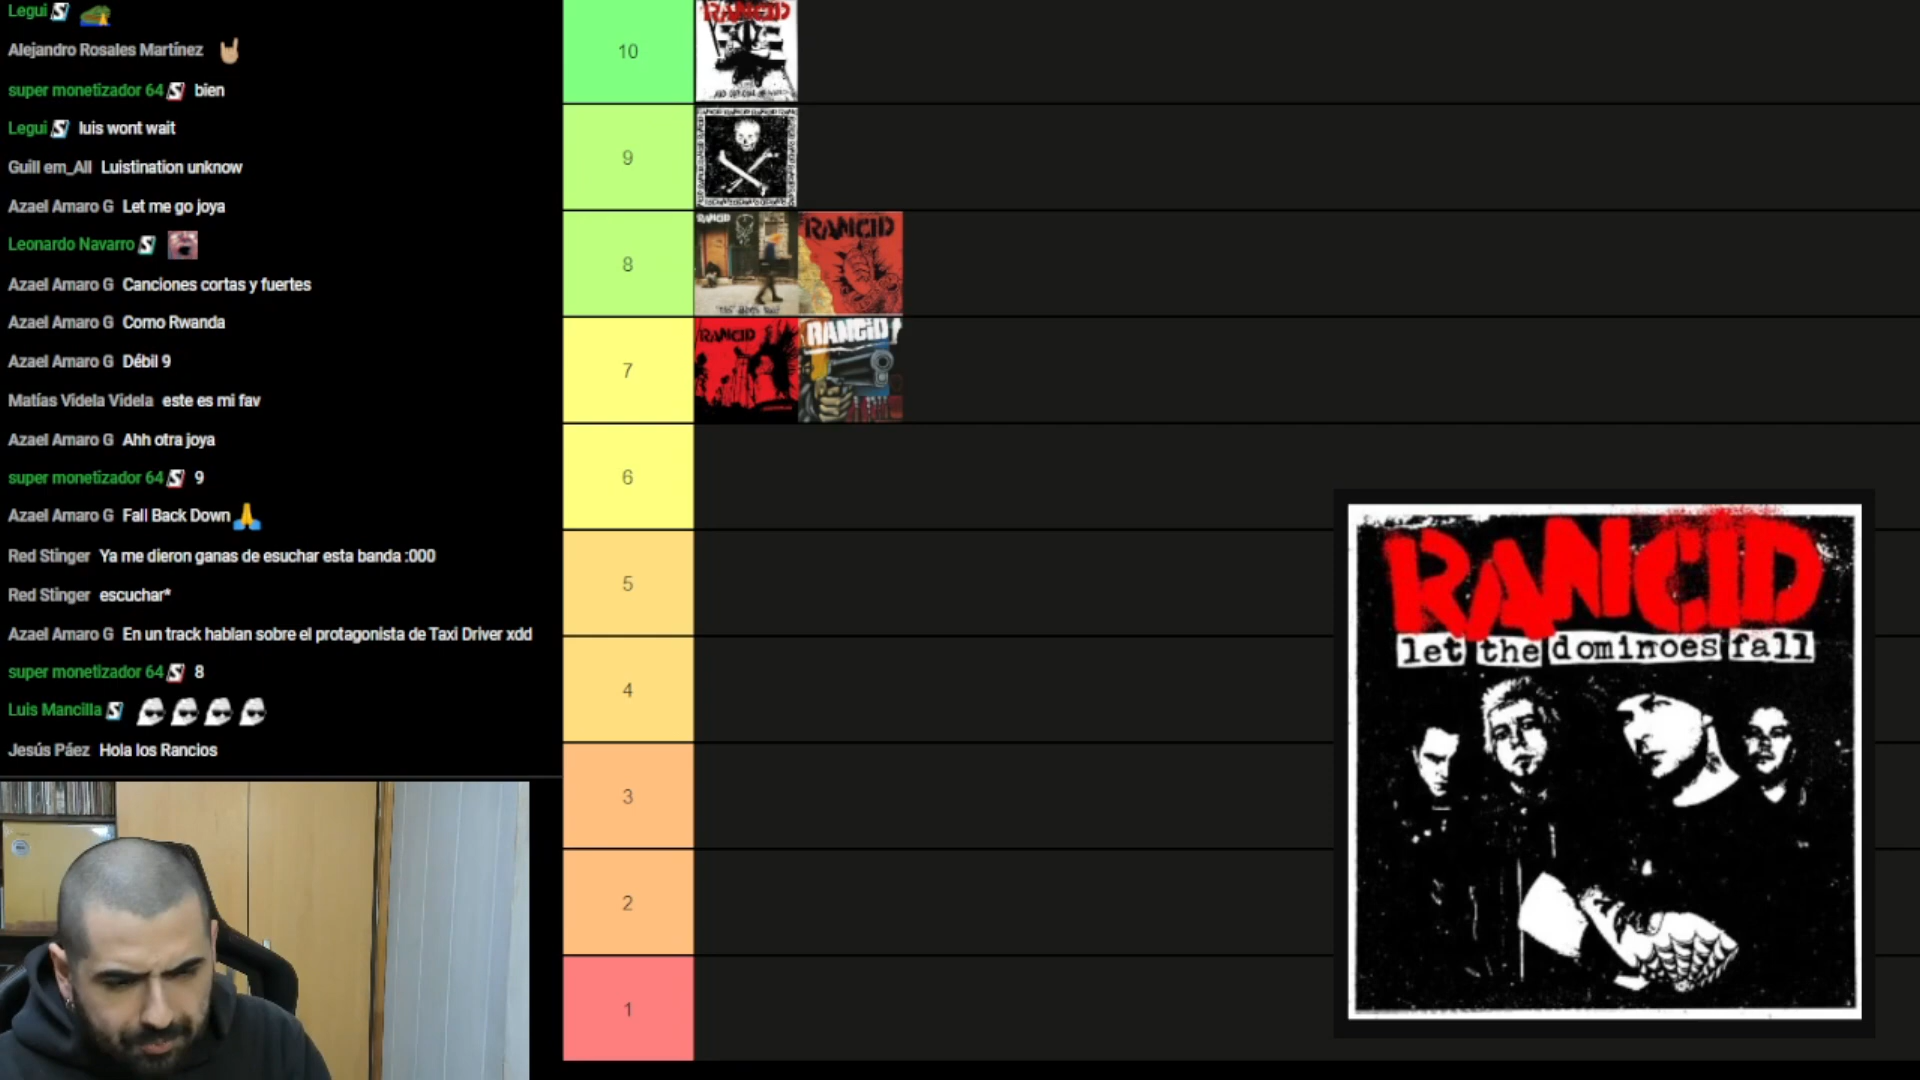 Legui
Alejandro Rosales Martínez
super monetizador 64 bien
Legui luis wont wait
Guill em_All Luistination unknow
Azael Amaro G Let me go joya
Leonardo Navarro
Azael Amaro G Canciones cortas y fuertes
Azael Amaro G Como Rwanda
Azael Amaro G Débil 9
Matías Videla Videla este es mi fav
Azael Amaro G Ahh otra joya
super monetizador 64 9
Azael Amaro G Fall Back Down
Red Stinger Ya me dieron ganas de esuchar esta banda :000
Red Stinger escuchar*
Azael Amaro G En un track hablan sobre el protagonista de Taxi Driver xdd
super monetizador 64 8
Luis Mancilla
Jesús Páez Hola los Rancios
10
RANCID
9
8
RANCID
RANCID
7
RANCID
RANCID
6
5
4
3
2
1
RANCID
let the dominoes fall